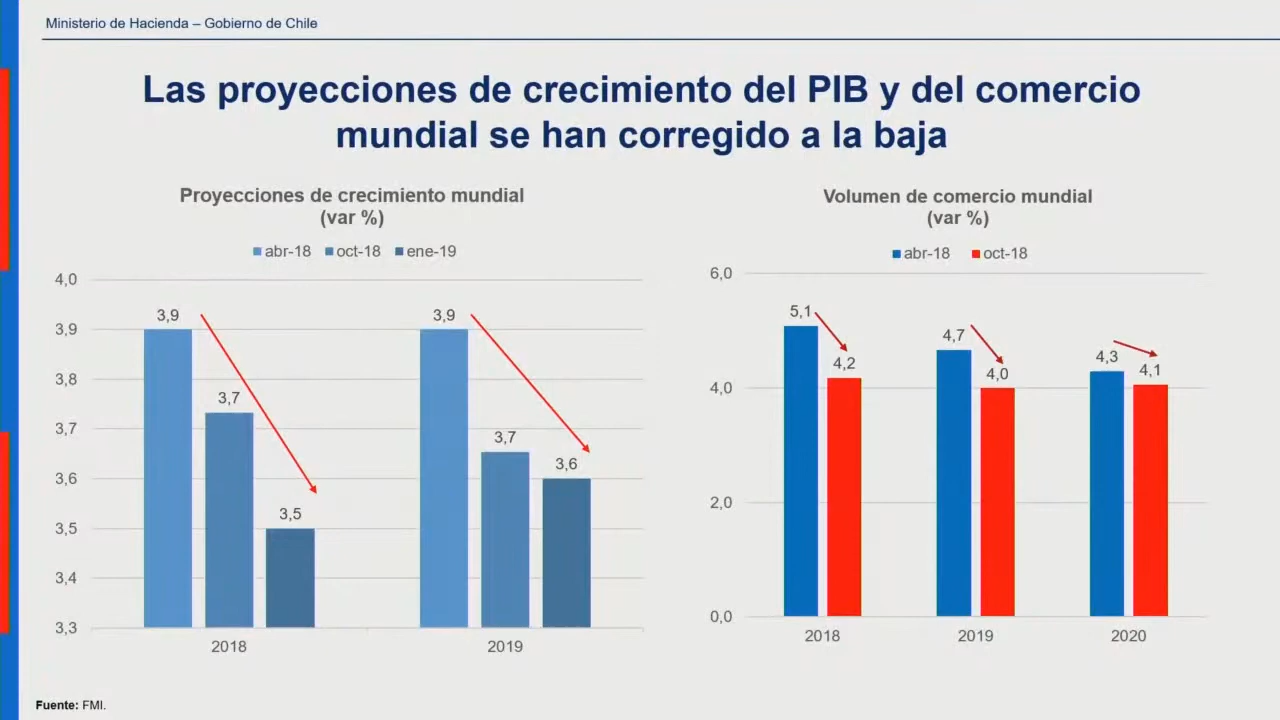 Ministerio de Hacienda – Gobierno de Chile
Las proyecciones de crecimiento del PIB y del comercio
mundial se han corregido a la baja
Proyecciones de crecimiento mundial
(var %)
abr-18 oct-18 ene-19
4,0
3,9
3,8
3,7
3,6
3,5
3,4
3,3
3,9
3,7
3,5
3,9
3,7
3,6
2018
2019
Volumen de comercio mundial
(var %)
abr-18 oct-18
6,0
4,0
2,0
0,0
5,1
4,2
4,7
4,0
4,3
4,1
2018
2019
2020
Fuente: FMI.